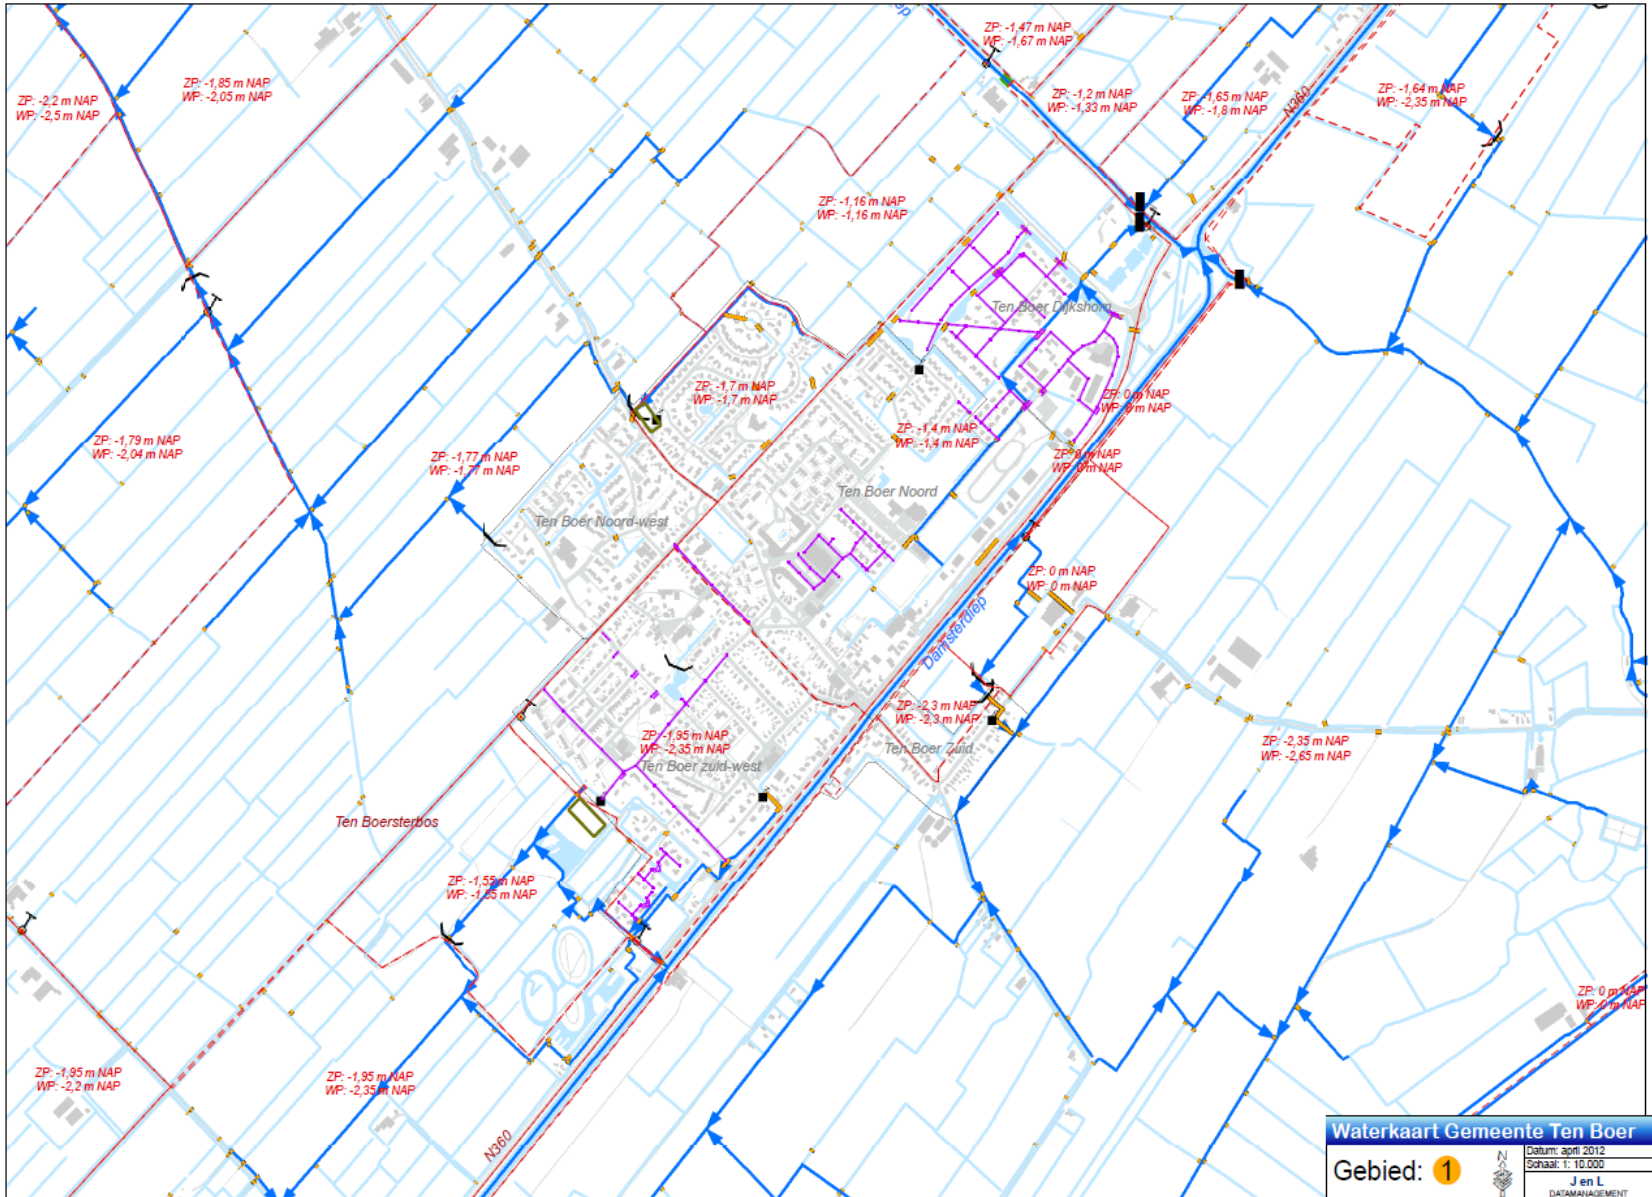 ZP: -1,47 m NAP
WP: -1,67 m NAP
ZP: -2,2 m NAP
WP: -2,5 m NAP
ZP: -1,85 m NAP
WP: -2,05 m NAP
ZP: -1,2 m NAP
WP: -1,33 m NAP
ZP: -1,65 m NAP
WP: -1,8 m NAP
N360
ZP: -1,64 m NAP
WP: -2,35 m NAP
ZP: -1,16 m NAP
WP: -1,16 m NAP
Ten Boer Dijkshorn
ZP: -1,7 m NAP
WP: -1,7 m NAP
ZP: 0 m NAP
WP: 0 m NAP
ZP: -1,79 m NAP
WP: -2,04 m NAP
ZP: -1,77 m NAP
WP: -1,77 m NAP
ZP: -1,4 m NAP
WP: -1,4 m NAP
ZP: 0 m NAP
WP: 0 m NAP
Ten Boer Noord
Ten Boer Noord-west
ZP: 0 m NAP
WP: 0 m NAP
Damsterdiep
ZP: -2,3 m NAP
WP: -2,3 m NAP
Ten Boer Zuid
ZP: -1,95 m NAP
WP: -2,35 m NAP
Ten Boer zuid-west
ZP: -2,35 m NAP
WP: -2,65 m NAP
Ten Boersterbos
ZP: -1,55 m NAP
WP: -1,55 m NAP
ZP: 0 m NAP
WP: 0 m NAP
ZP: -1,95 m NAP
WP: -2,2 m NAP
ZP: -1,95 m NAP
WP: -2,35 m NAP
N360
Waterkaart Gemeente Ten Boer
Gebied: 1
N
Datum: april 2012
Schaal: 1: 10.000
J en L
DATAMANAGEMENT